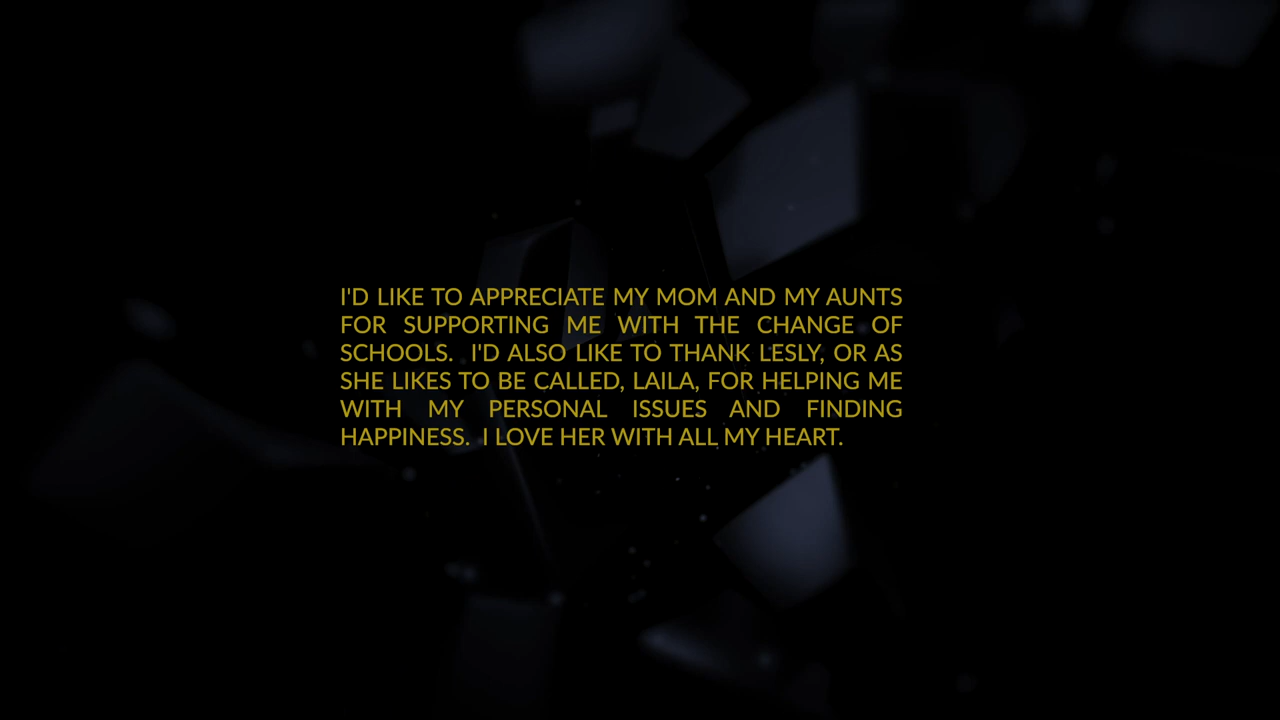 I'D LIKE TO APPRECIATE MY MOM AND MY AUNTS
FOR SUPPORTING ME WITH THE CHANGE OF
SCHOOLS. I'D ALSO LIKE TO THANK LESLY, OR AS
SHE LIKES TO BE CALLED, LAILA, FOR HELPING ME
WITH MY PERSONAL ISSUES AND FINDING
HAPPINESS. I LOVE HER WITH ALL MY HEART.